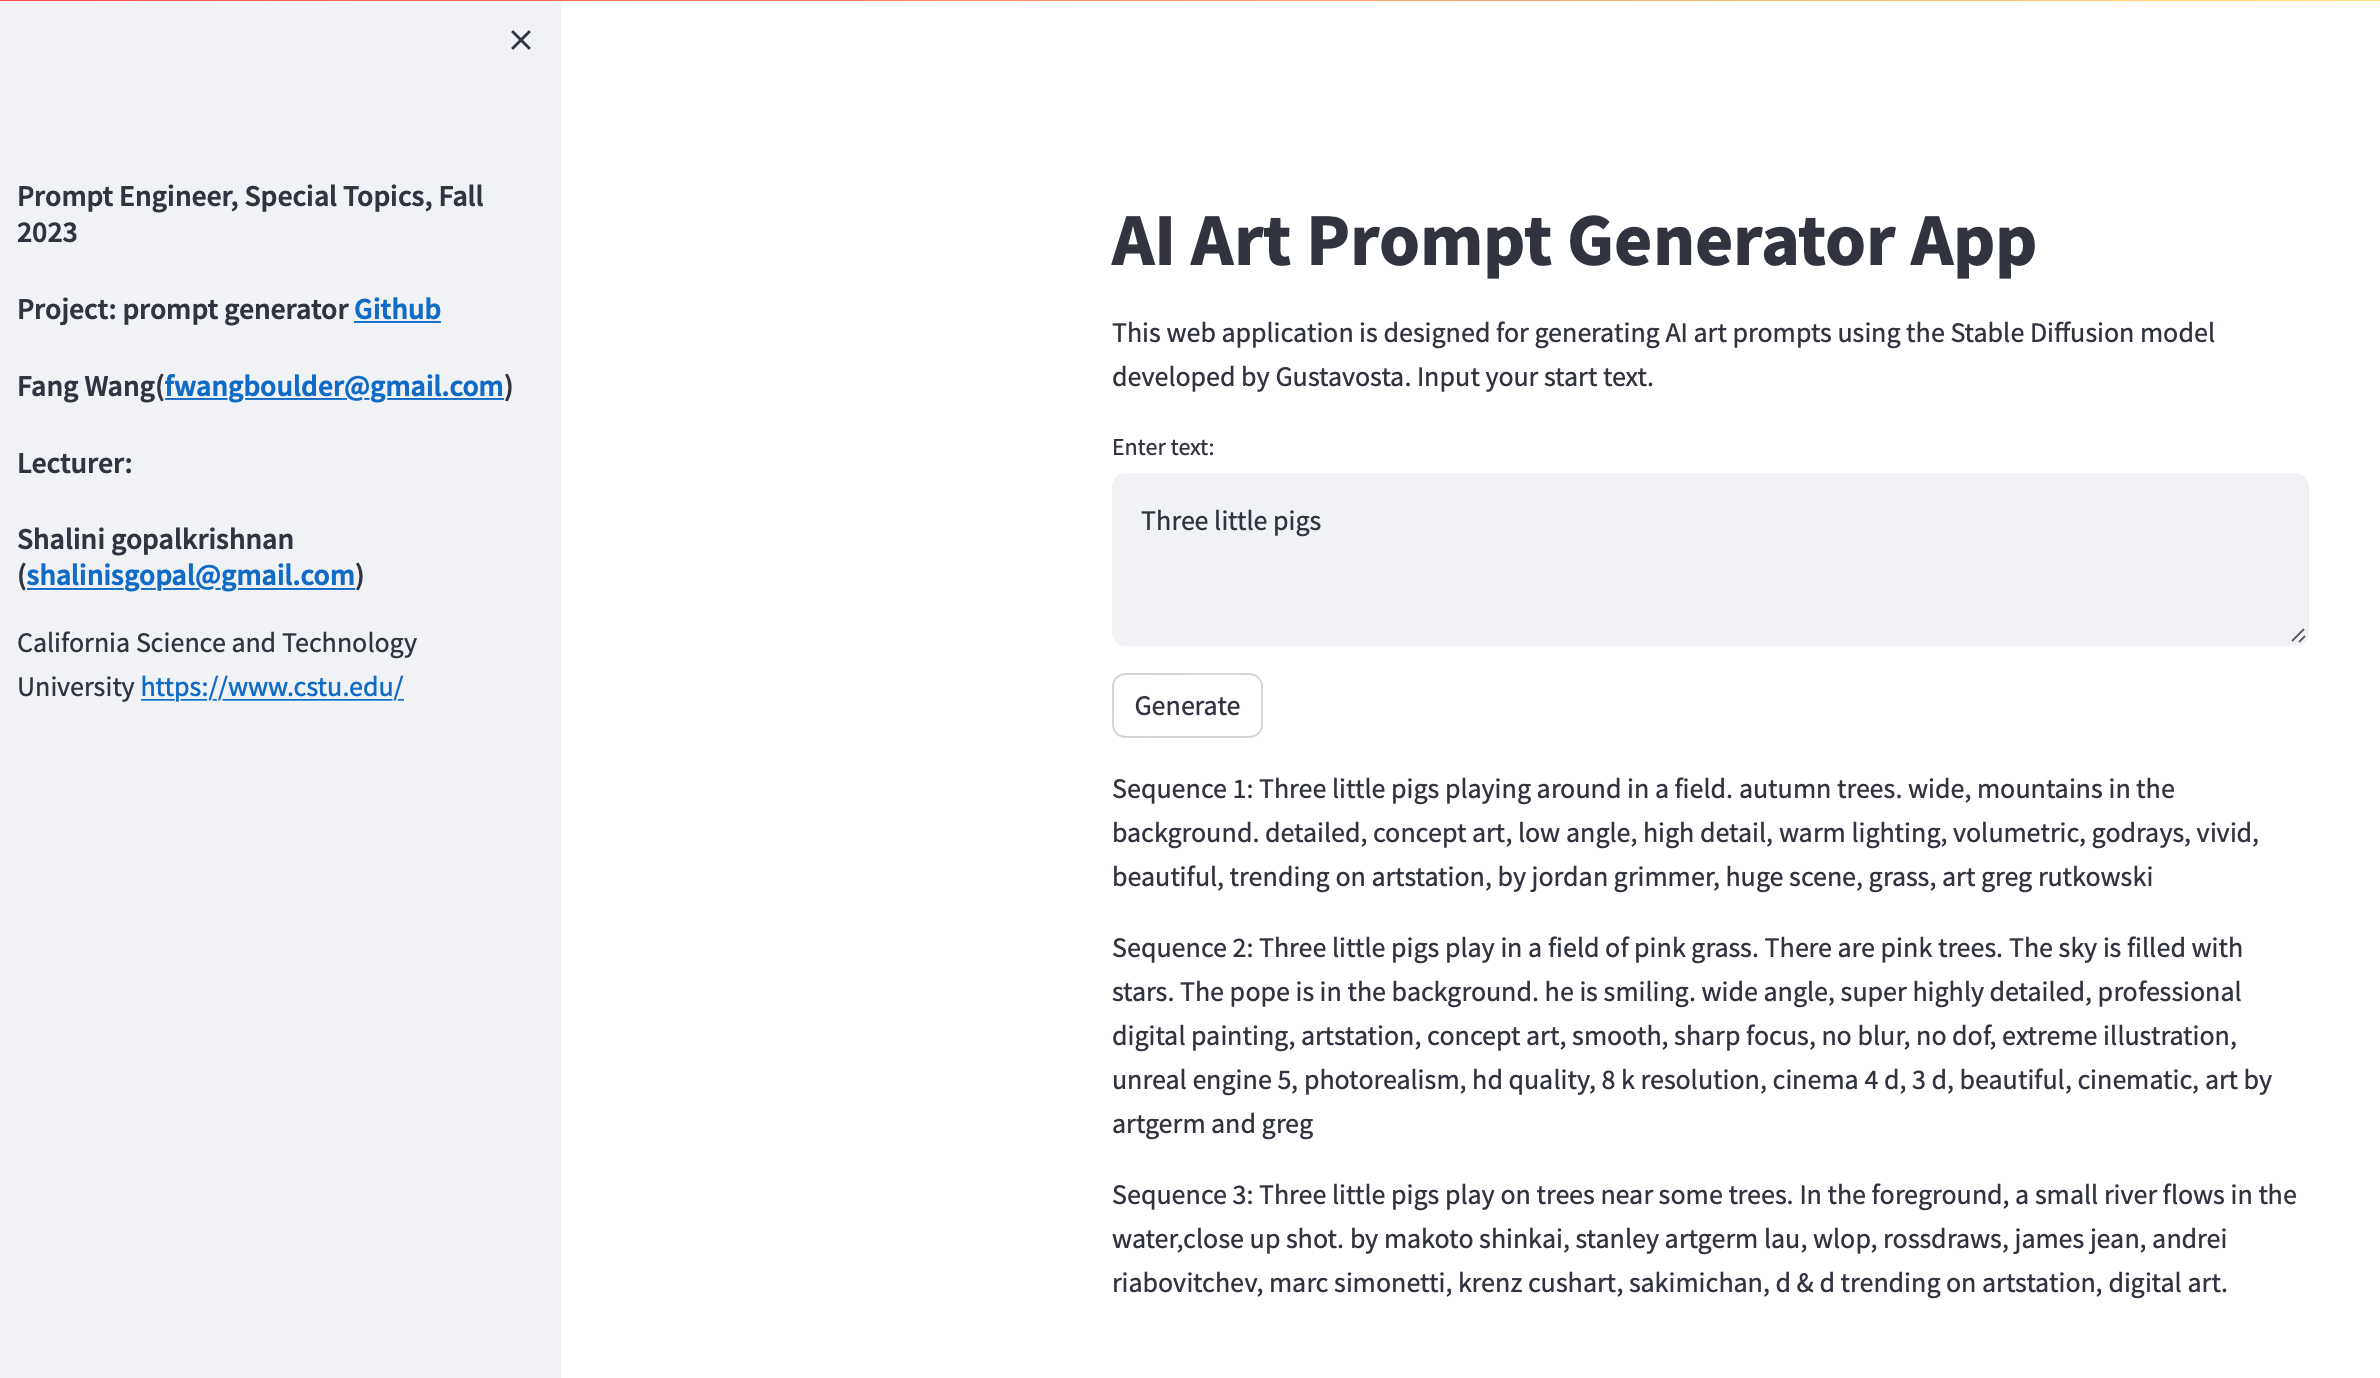 Prompt Engineer, Special Topics, Fall
2023
Project: prompt generator Github
Fang Wang(fwangboulder@gmail.com)
Lecturer:
Shalini gopalkrishnan
(shalinisgopal@gmail.com)
California Science and Technology
University https://www.cstu.edu/
AI Art Prompt Generator App
This web application is designed for generating AI art prompts using the Stable Diffusion model
developed by Gustavosta. Input your start text.
Enter text:
Three little pigs
Generate
Sequence 1: Three little pigs playing around in a field. autumn trees. wide, mountains in the
background. detailed, concept art, low angle, high detail, warm lighting, volumetric, godrays, vivid,
beautiful, trending on artstation, by jordan grimmer, huge scene, grass, art greg rutkowski
Sequence 2: Three little pigs play in a field of pink grass. There are pink trees. The sky is filled with
stars. The pope is in the background. he is smiling. wide angle, super highly detailed, professional
digital painting, artstation, concept art, smooth, sharp focus, no blur, no dof, extreme illustration,
unreal engine 5, photorealism, hd quality, 8 k resolution, cinema 4 d, 3 d, beautiful, cinematic, art by
artgerm and greg
Sequence 3: Three little pigs play on trees near some trees. In the foreground, a small river flows in the
water,close up shot. by makoto shinkai, stanley artgerm lau, wlop, rossdraws, james jean, andrei
riabovitchev, marc simonetti, krenz cushart, sakimichan, d & d trending on artstation, digital art.